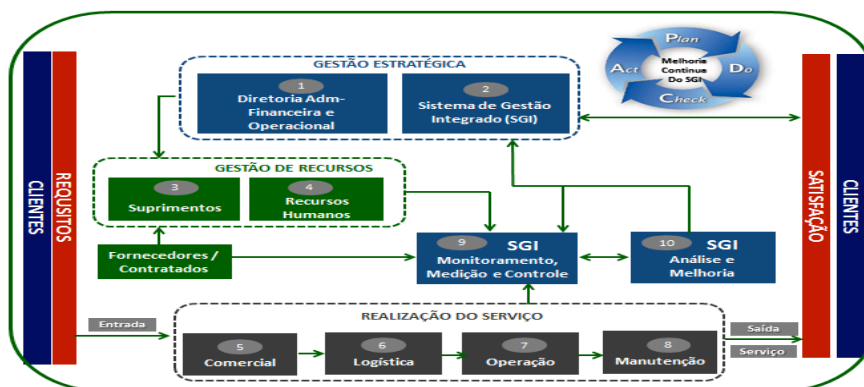 GESTÃO ESTRATÉGICA
1
Diretoria Adm-
Financeira e
Operacional
2
Sistema de Gestão
Integrado (SGI)
Plan
Do
Check
Act
Melhoria
Continua
Do SGI
CLIENTES
REQUSITOS
GESTÃO DE RECURSOS
3
Suprimentos
4
Recursos
Humanos
SATISFAÇÃO
CLIENTES
Fornecedores /
Contratados
9 SGI
Monitoramento,
Medição e Controle
10 SGI
Análise e
Melhoria
REALIZAÇÃO DO SERVIÇO
Entrada
5
Comercial
6
Logística
7
Operação
8
Manutenção
Saída
Serviço